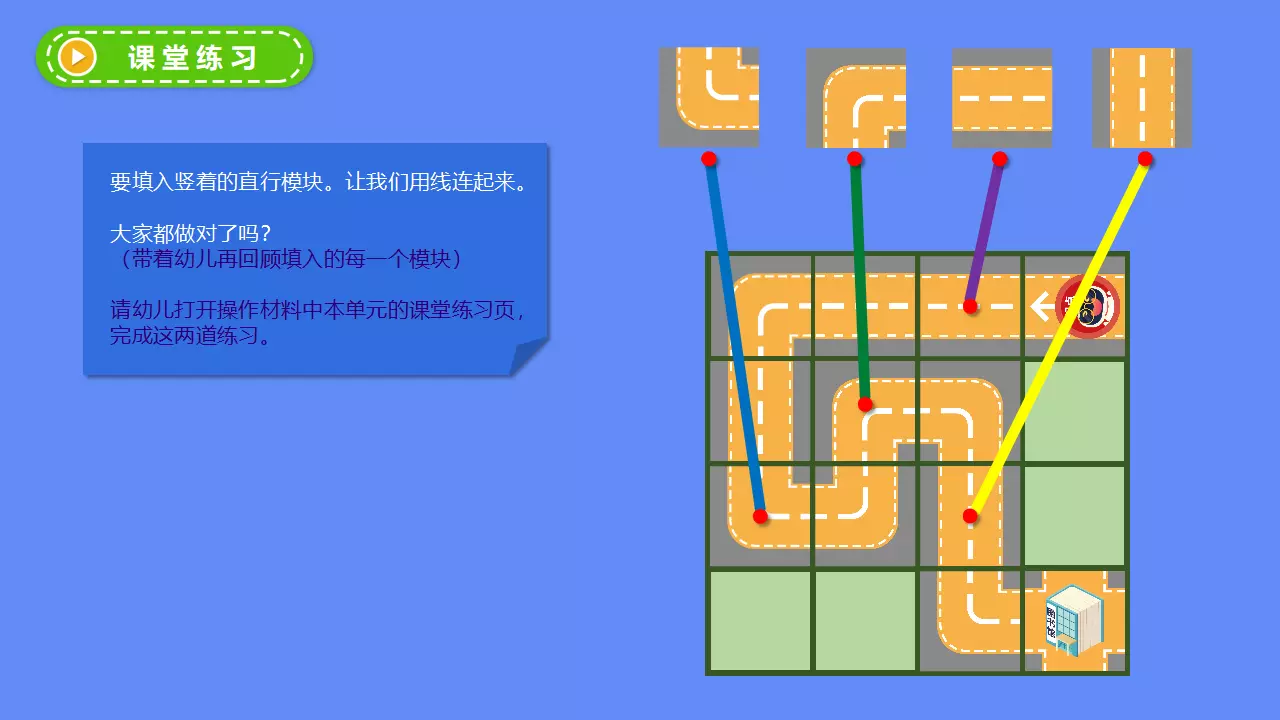 课堂练习
要填入竖着的直行模块。让我们用线连起来。
大家都做对了吗？
（带着幼儿再回顾填入的每一个模块）
请幼儿打开操作材料中本单元的课堂练习页，
完成这两道练习。
图书馆